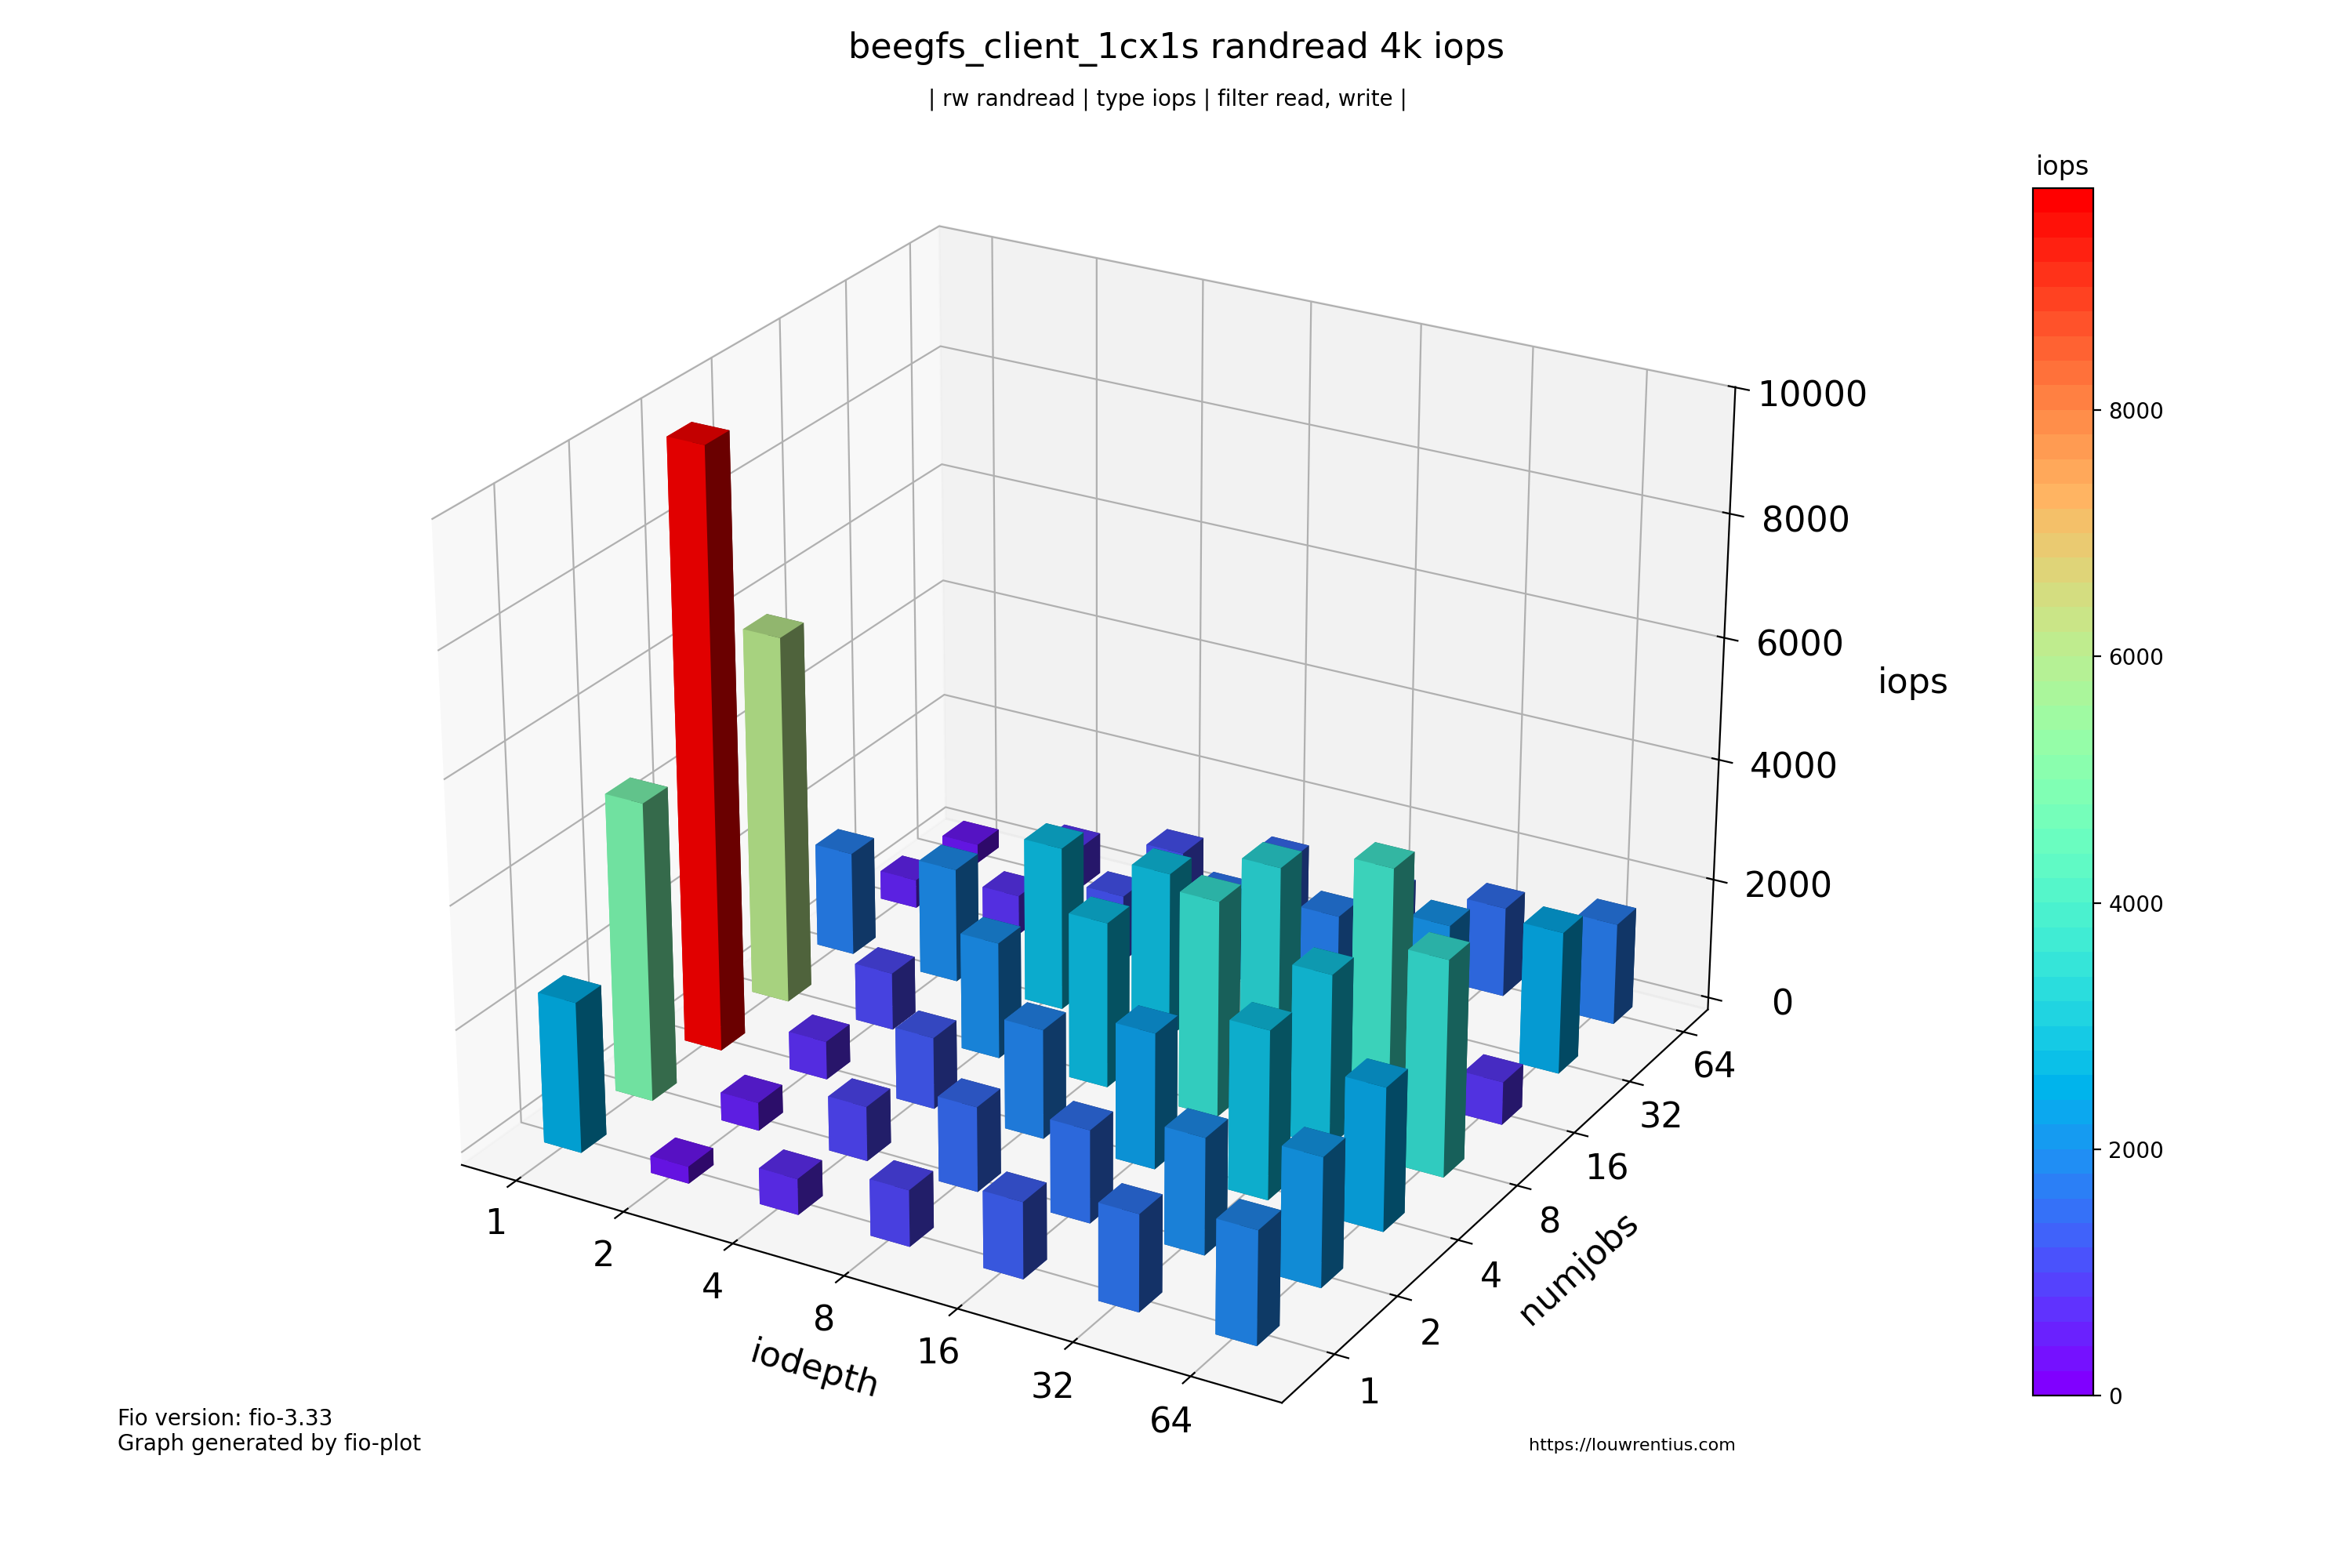 beegfs_client_1cx1s randread 4k iops
| rw randread | type iops | filter read, write |
iops
10000
8000
6000
4000
2000
0
iops
8000
6000
4000
2000
0
1
2
4
8
16
32
64
iodepth
64
32
16
8
4
2
1
numjobs
Fio version: fio-3.33
Graph generated by fio-plot
https://louwrentius.com